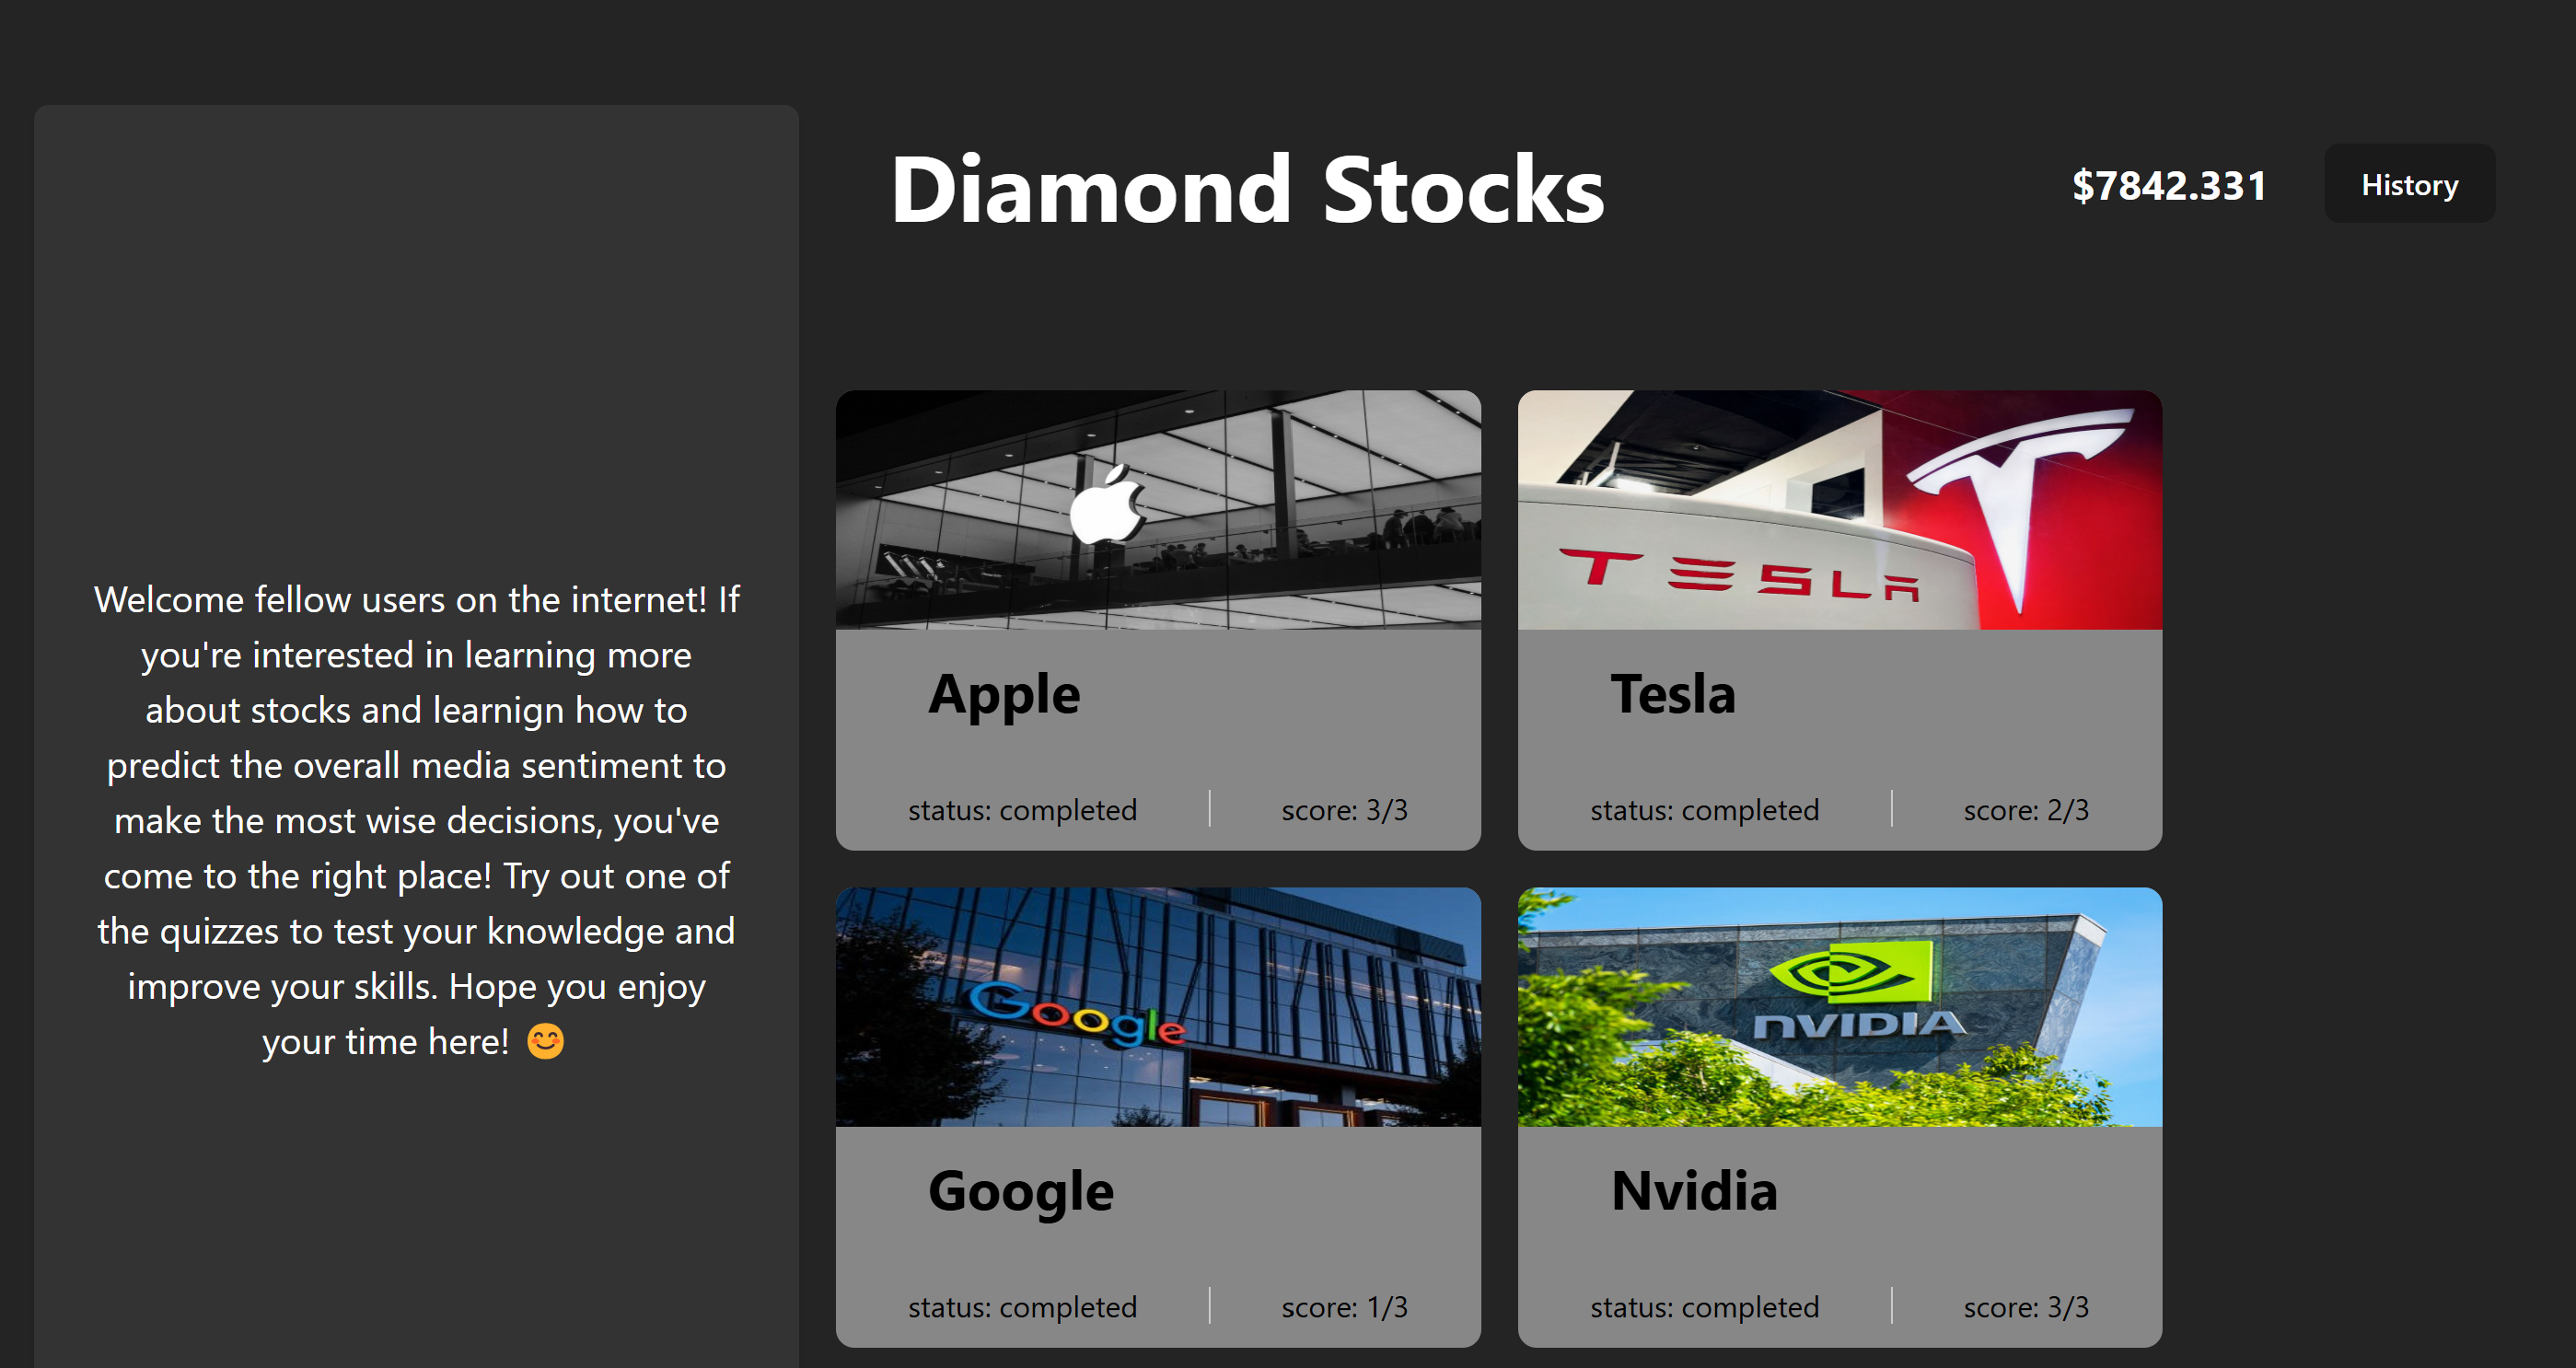 Diamond Stocks
$7842.331
History
Welcome fellow users on the internet! If
you're interested in learning more
about stocks and learnign how to
predict the overall media sentiment to
make the most wise decisions, you've
come to the right place! Try out one of
the quizzes to test your knowledge and
improve your skills. Hope you enjoy
your time here! 😊
Apple
status: completed
score: 3/3
TESLA
Tesla
status: completed
score: 2/3
Google
Google
status: completed
score: 1/3
NVIDIA
Nvidia
status: completed
score: 3/3